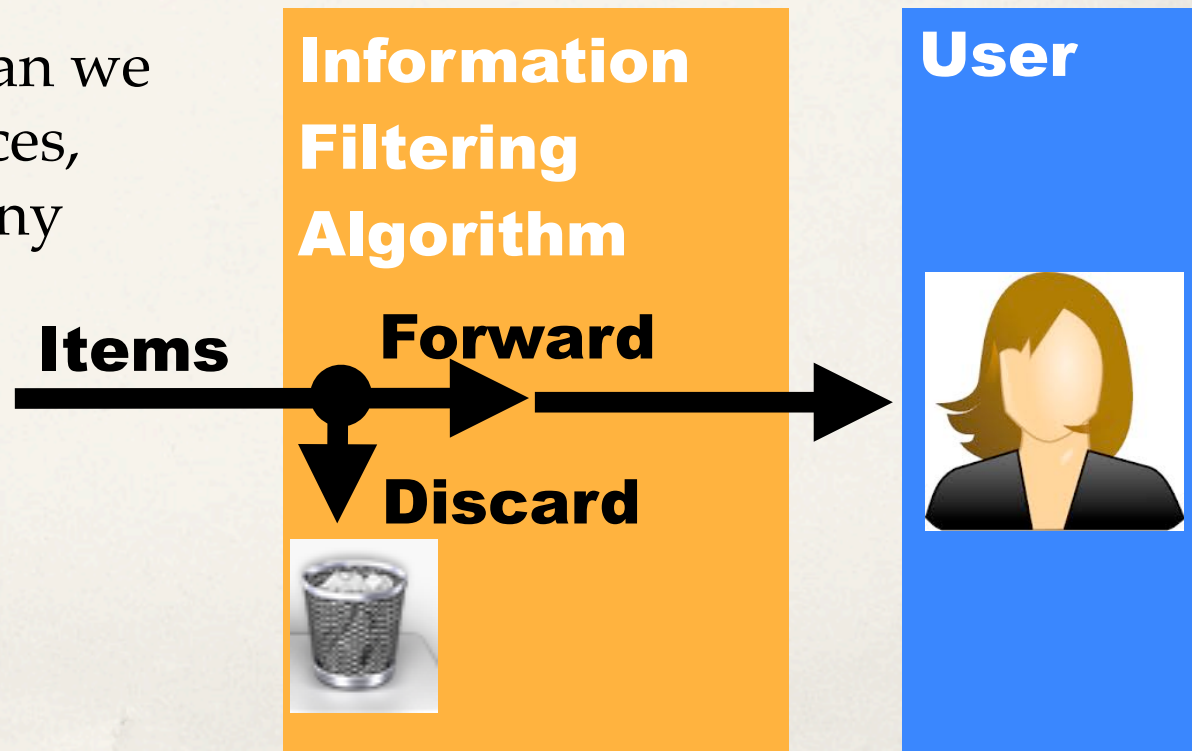 an we
ces,
ny
Information
Filtering
Algorithm
User
Items
Forward
Discard